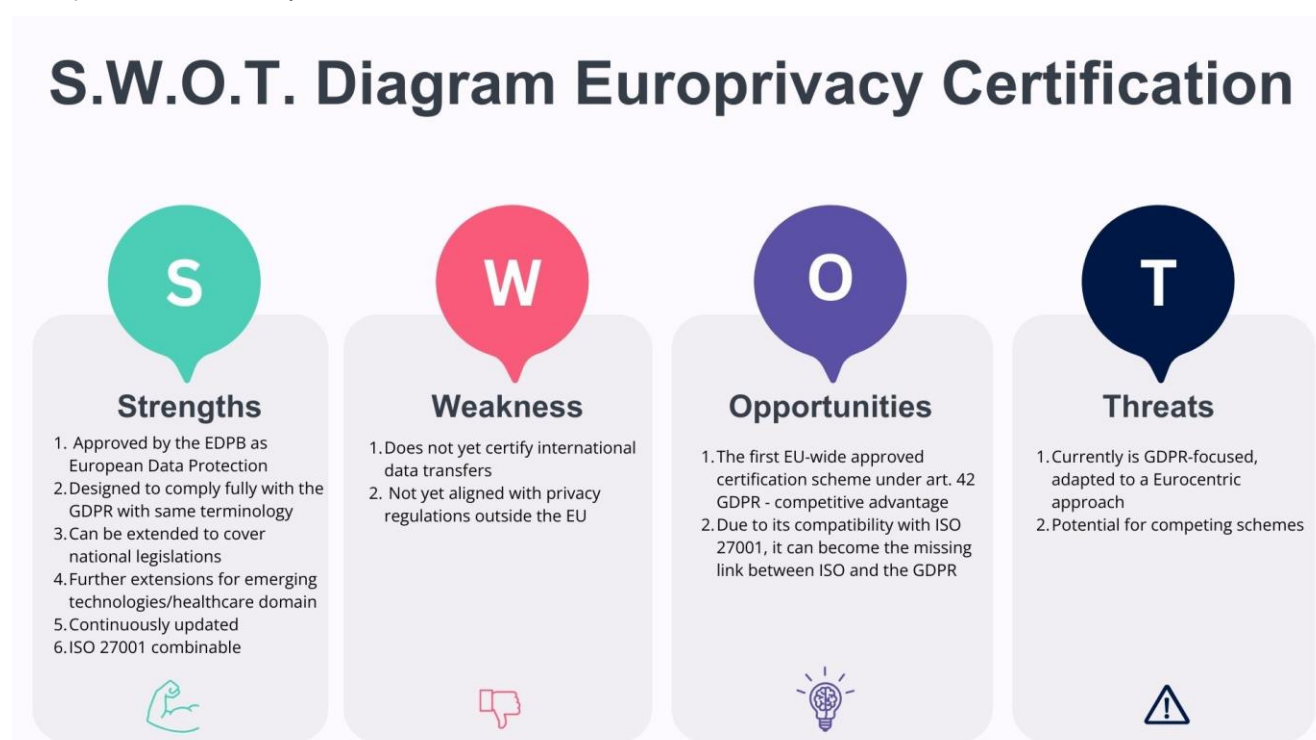 S.W.O.T. Diagram Europrivacy Certification
S
Strengths
1. Approved by the EDPB as
European Data Protection
2.Designed to comply fully with the
GDPR with same terminology
3.Can be extended to cover
national legislations
4.Further extensions for emerging
technologies/healthcare domain
5.Continuously updated
6.ISO 27001 combinable
W
Weakness
1.Does not yet certify international
data transfers
2. Not yet aligned with privacy
regulations outside the EU
O
Opportunities
1.The first EU-wide approved
certification scheme under art. 42
GDPR - competitive advantage
2.Due to its compatibility with ISO
27001, it can become the missing
link between ISO and the GDPR
T
Threats
1.Currently is GDPR-focused,
adapted to a Eurocentric
approach
2.Potential for competing schemes